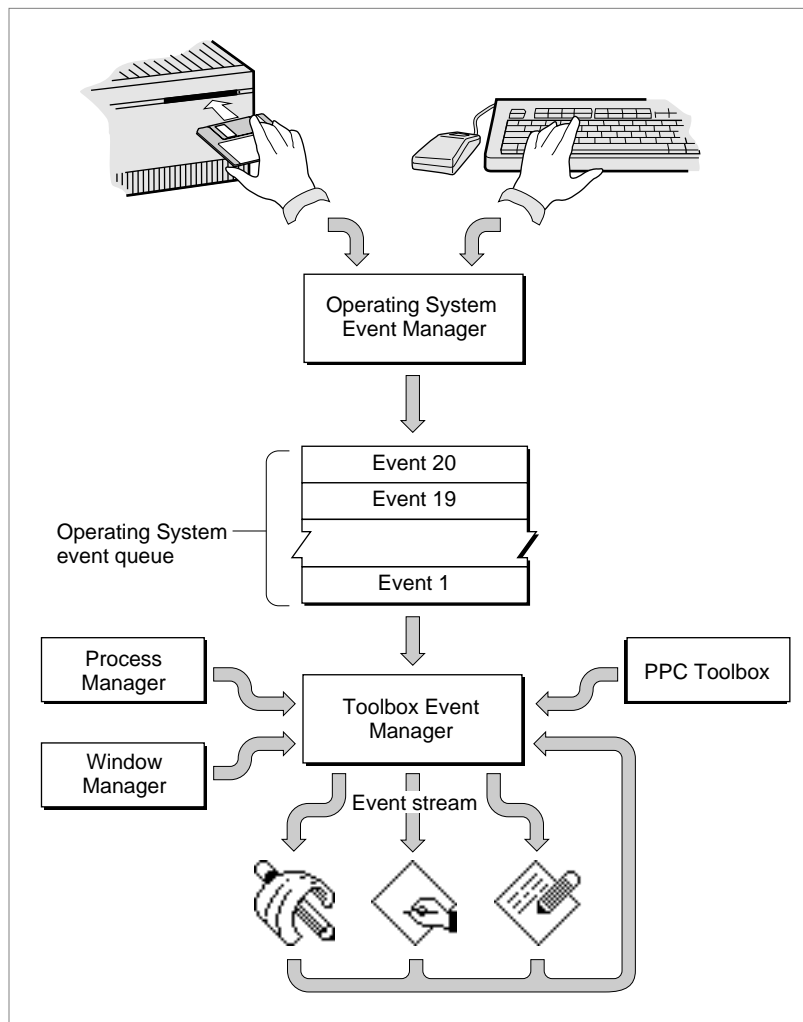 Operating System
Event Manager
Event 20
Event 19
Operating System
event queue
Event 1
Process
Manager
PPC Toolbox
Toolbox Event
Manager
Window
Manager
Event stream